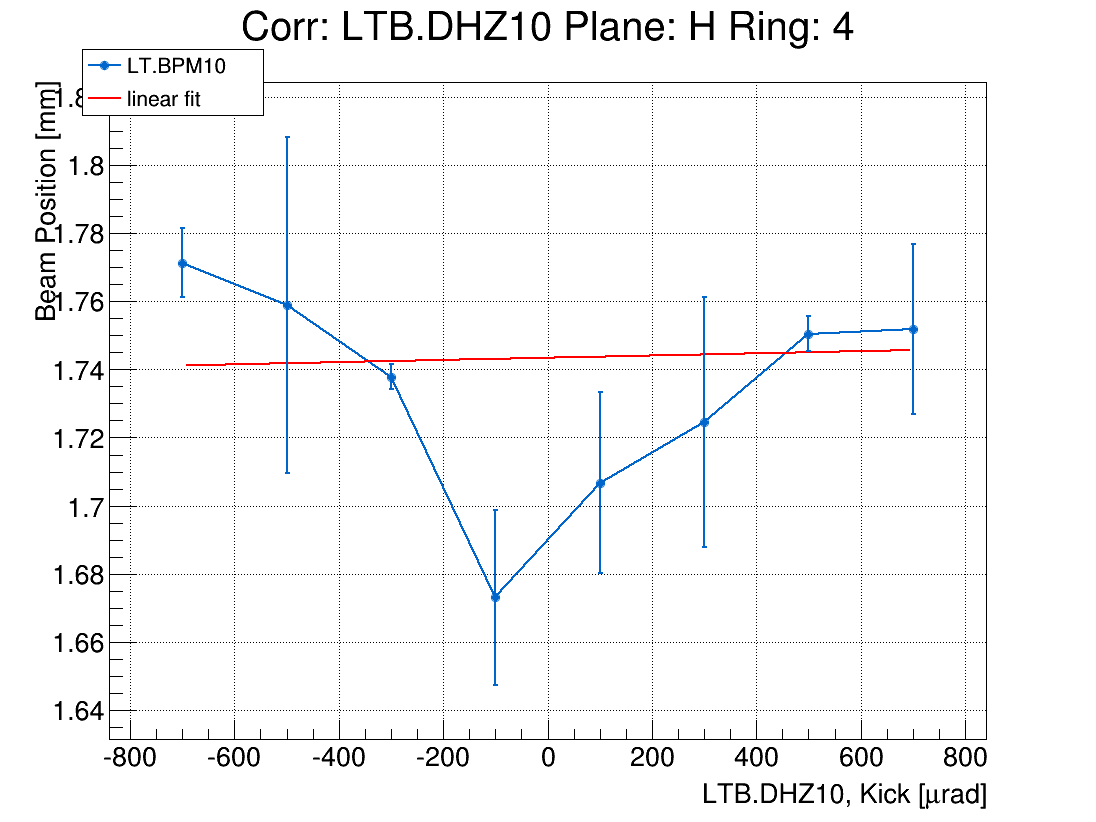 Corr: LTB.DHZ10 Plane: H Ring: 4
LT.BPM10
linear fit
Beam Position [mm]
1.8
1.78
1.76
1.74
1.72
1.7
1.68
1.66
1.64
-800 -600 -400 -200 0 200 400 600 800
LTB.DHZ10, Kick [μrad]